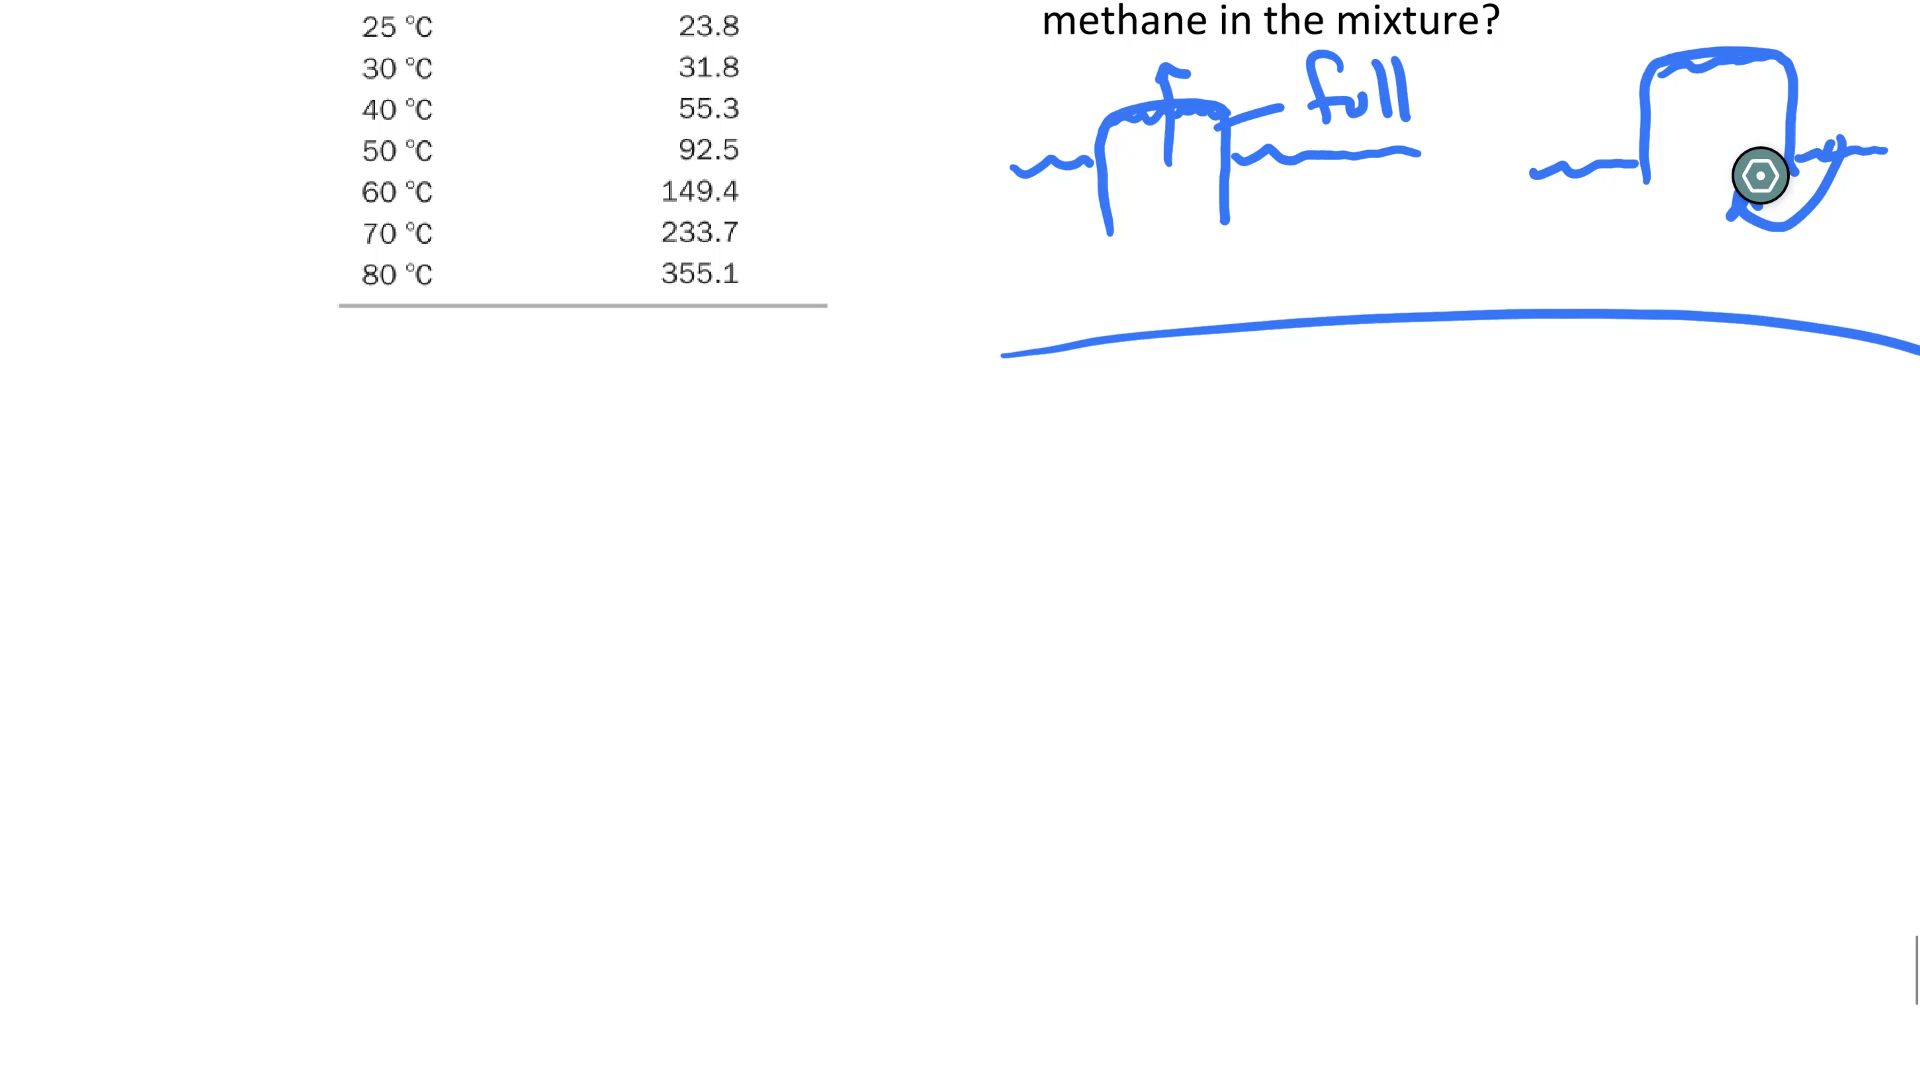 25 °C 23.8
30 °C 31.8
40 °C 55.3
50 °C 92.5
60 °C 149.4
70 °C 233.7
80 °C 355.1
methane in the mixture?
full